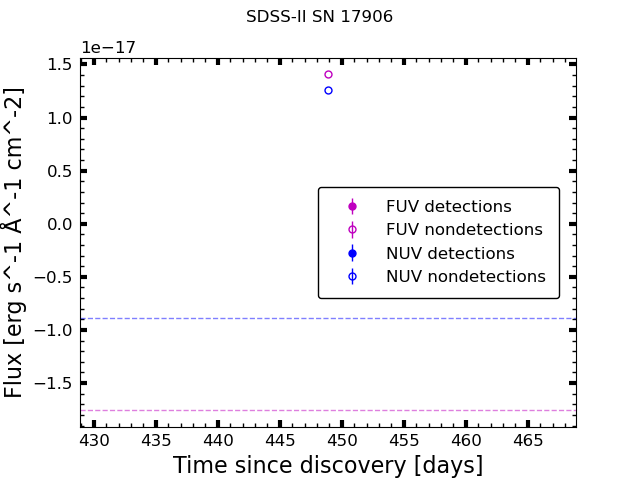 SDSS-II SN 17906
1e−17
1.5
1.0
0.5
0.0
−0.5
−1.0
−1.5
Flux [erg s^-1 Å^-1 cm^-2]
FUV detections
FUV nondetections
NUV detections
NUV nondetections
430 435 440 445 450 455 460 465
Time since discovery [days]